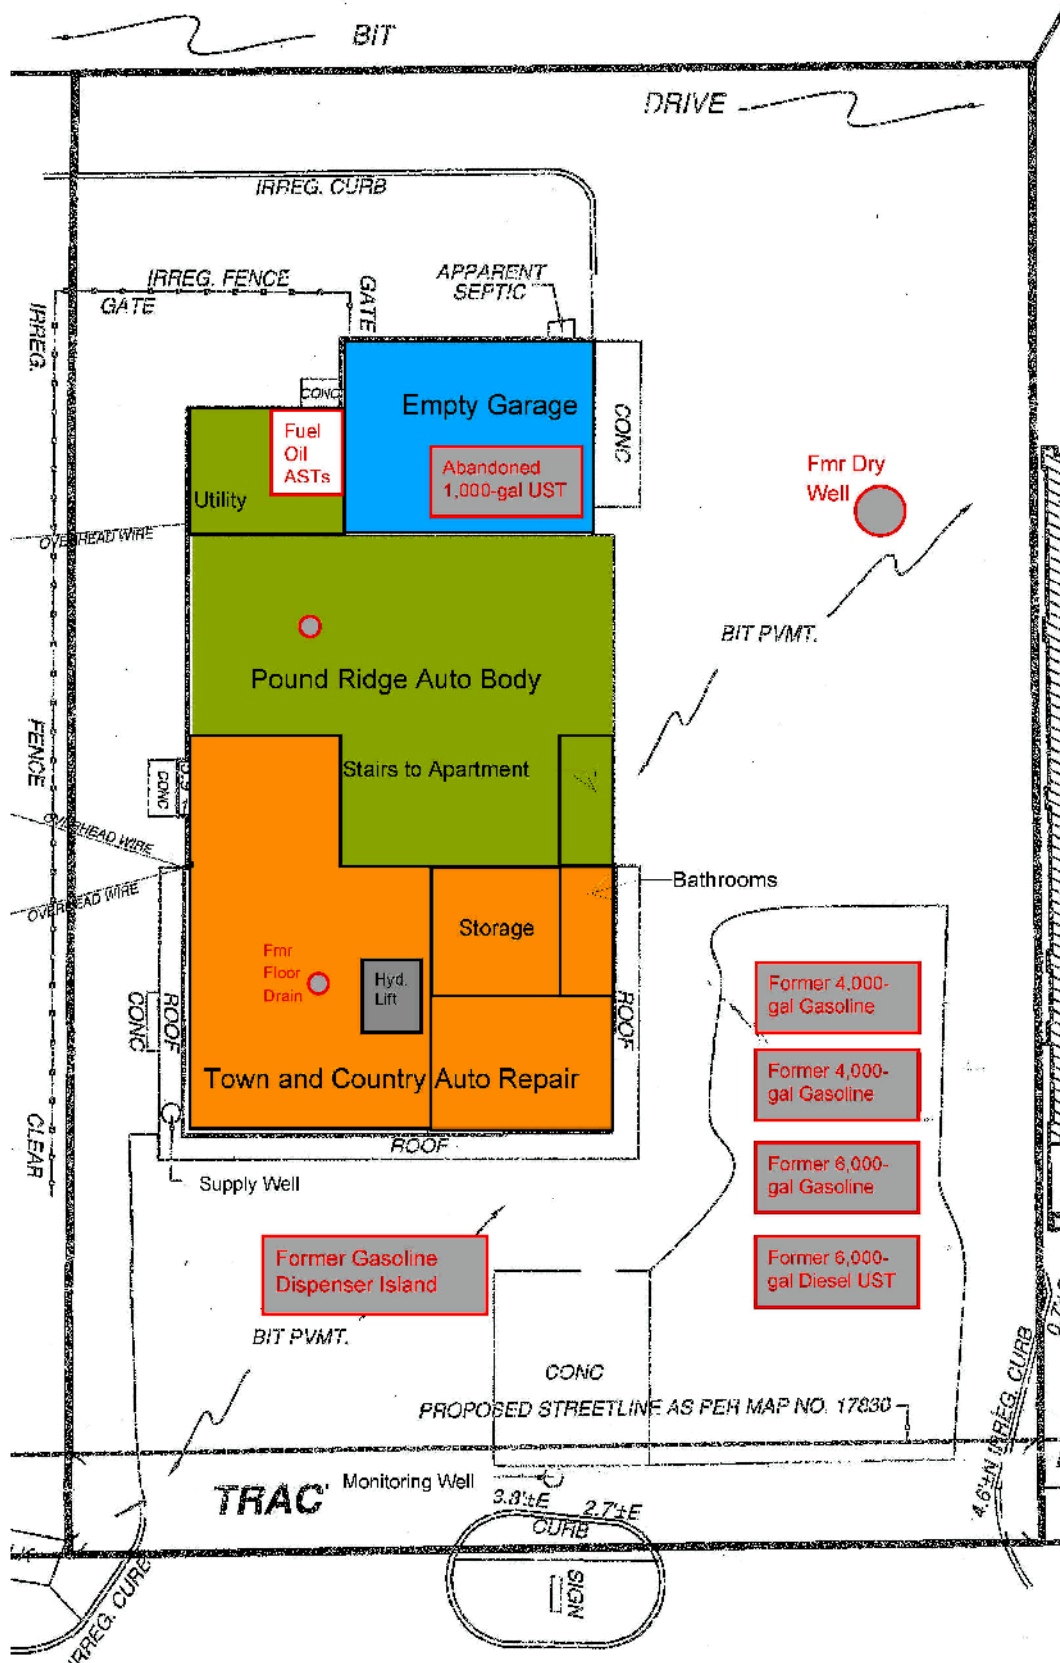 BIT
DRIVE
IRREG. CURB
IRREG. FENCE
GATE
GATE
APPARENT
SEPTIC
IRREG.
CONC
Empty Garage
CONC
Fuel
Oil
ASTs
Abandoned
1,000-gal UST
Utility
Fmr Dry
Well
OVERHEAD WIRE
BIT PVMT.
Pound Ridge Auto Body
FENCE
Stairs to Apartment
CONC
OVERHEAD WIRE
OVERHEAD WIRE
Bathrooms
Storage
Fmr
Floor
Drain
Hyd.
Lift
ROOF
CONC
ROOF
Former 4,000-
gal Gasoline
Former 4,000-
gal Gasoline
Town and Country Auto Repair
CLEAR
ROOF
Supply Well
Former 6,000-
gal Gasoline
Former Gasoline
Dispenser Island
Former 6,000-
gal Diesel UST
BIT PVMT.
CONC
PROPOSED STREETLINE AS PER MAP NO. 17830
4.6'±N IRREG. CURB
TRAC
Monitoring Well
3.8'±E
2.7'±E
CURB
SIGN
IRREG. CURB